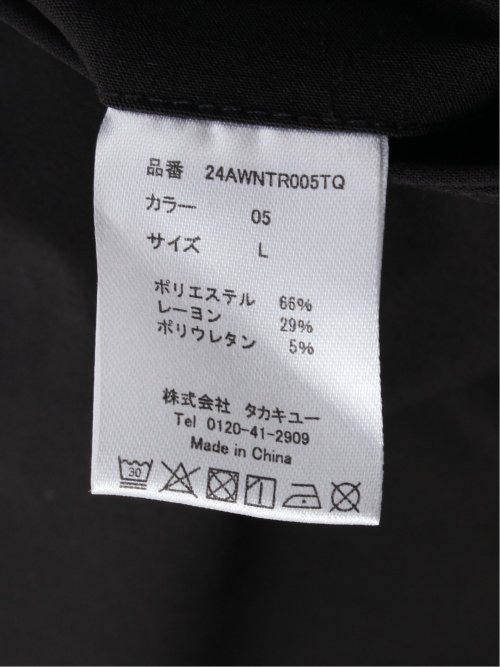 品番 24AWNTR005TQ
カラー 05
サイズ L
ポリエステル 66%
レーヨン 29%
ポリウレタン 5%
株式会社 タカキユー
Tel 0120-41-2909
Made in China
30